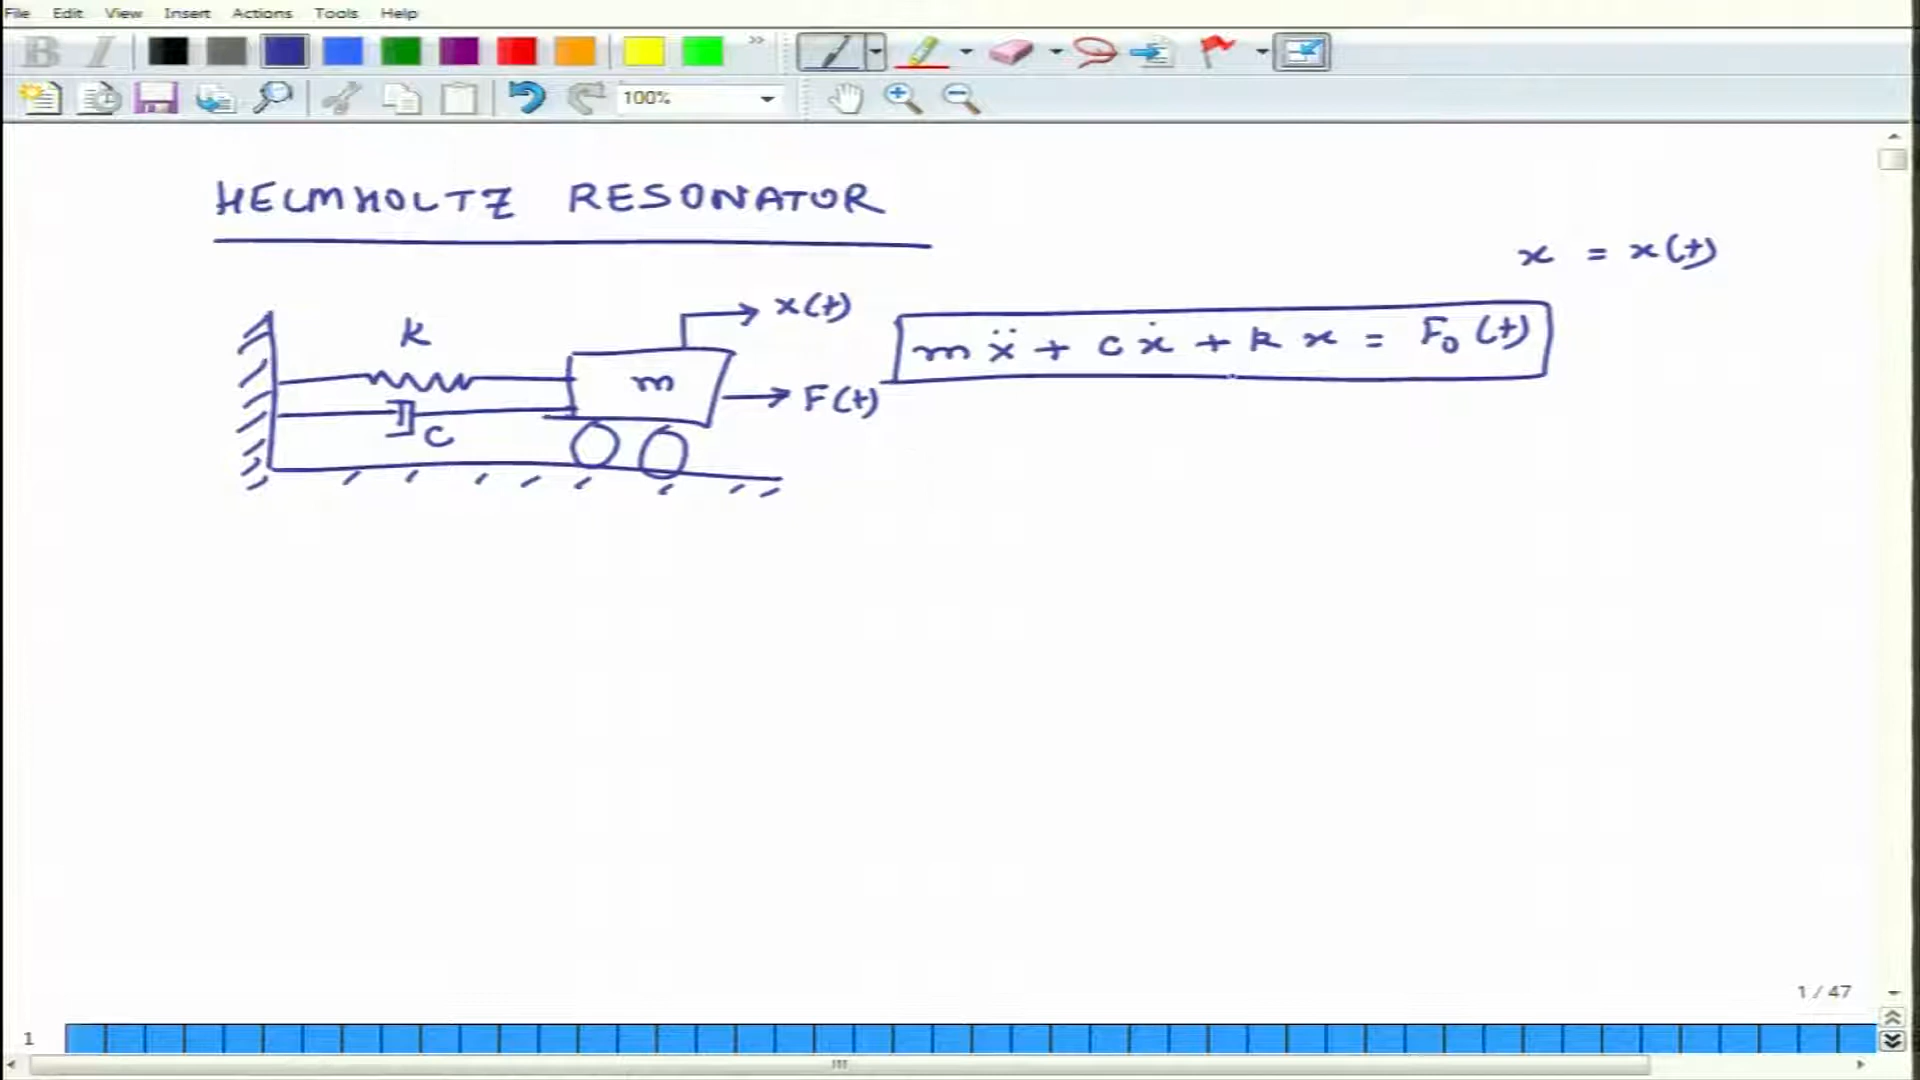 File Edit View Insert Actions Tools Help
B I
100%
HELMHOLTZ RESONATOR
x = x(t)
k
x(t)
mẍ + cẋ + kx = F₀(t)
m
F(t)
c
1 / 47
1